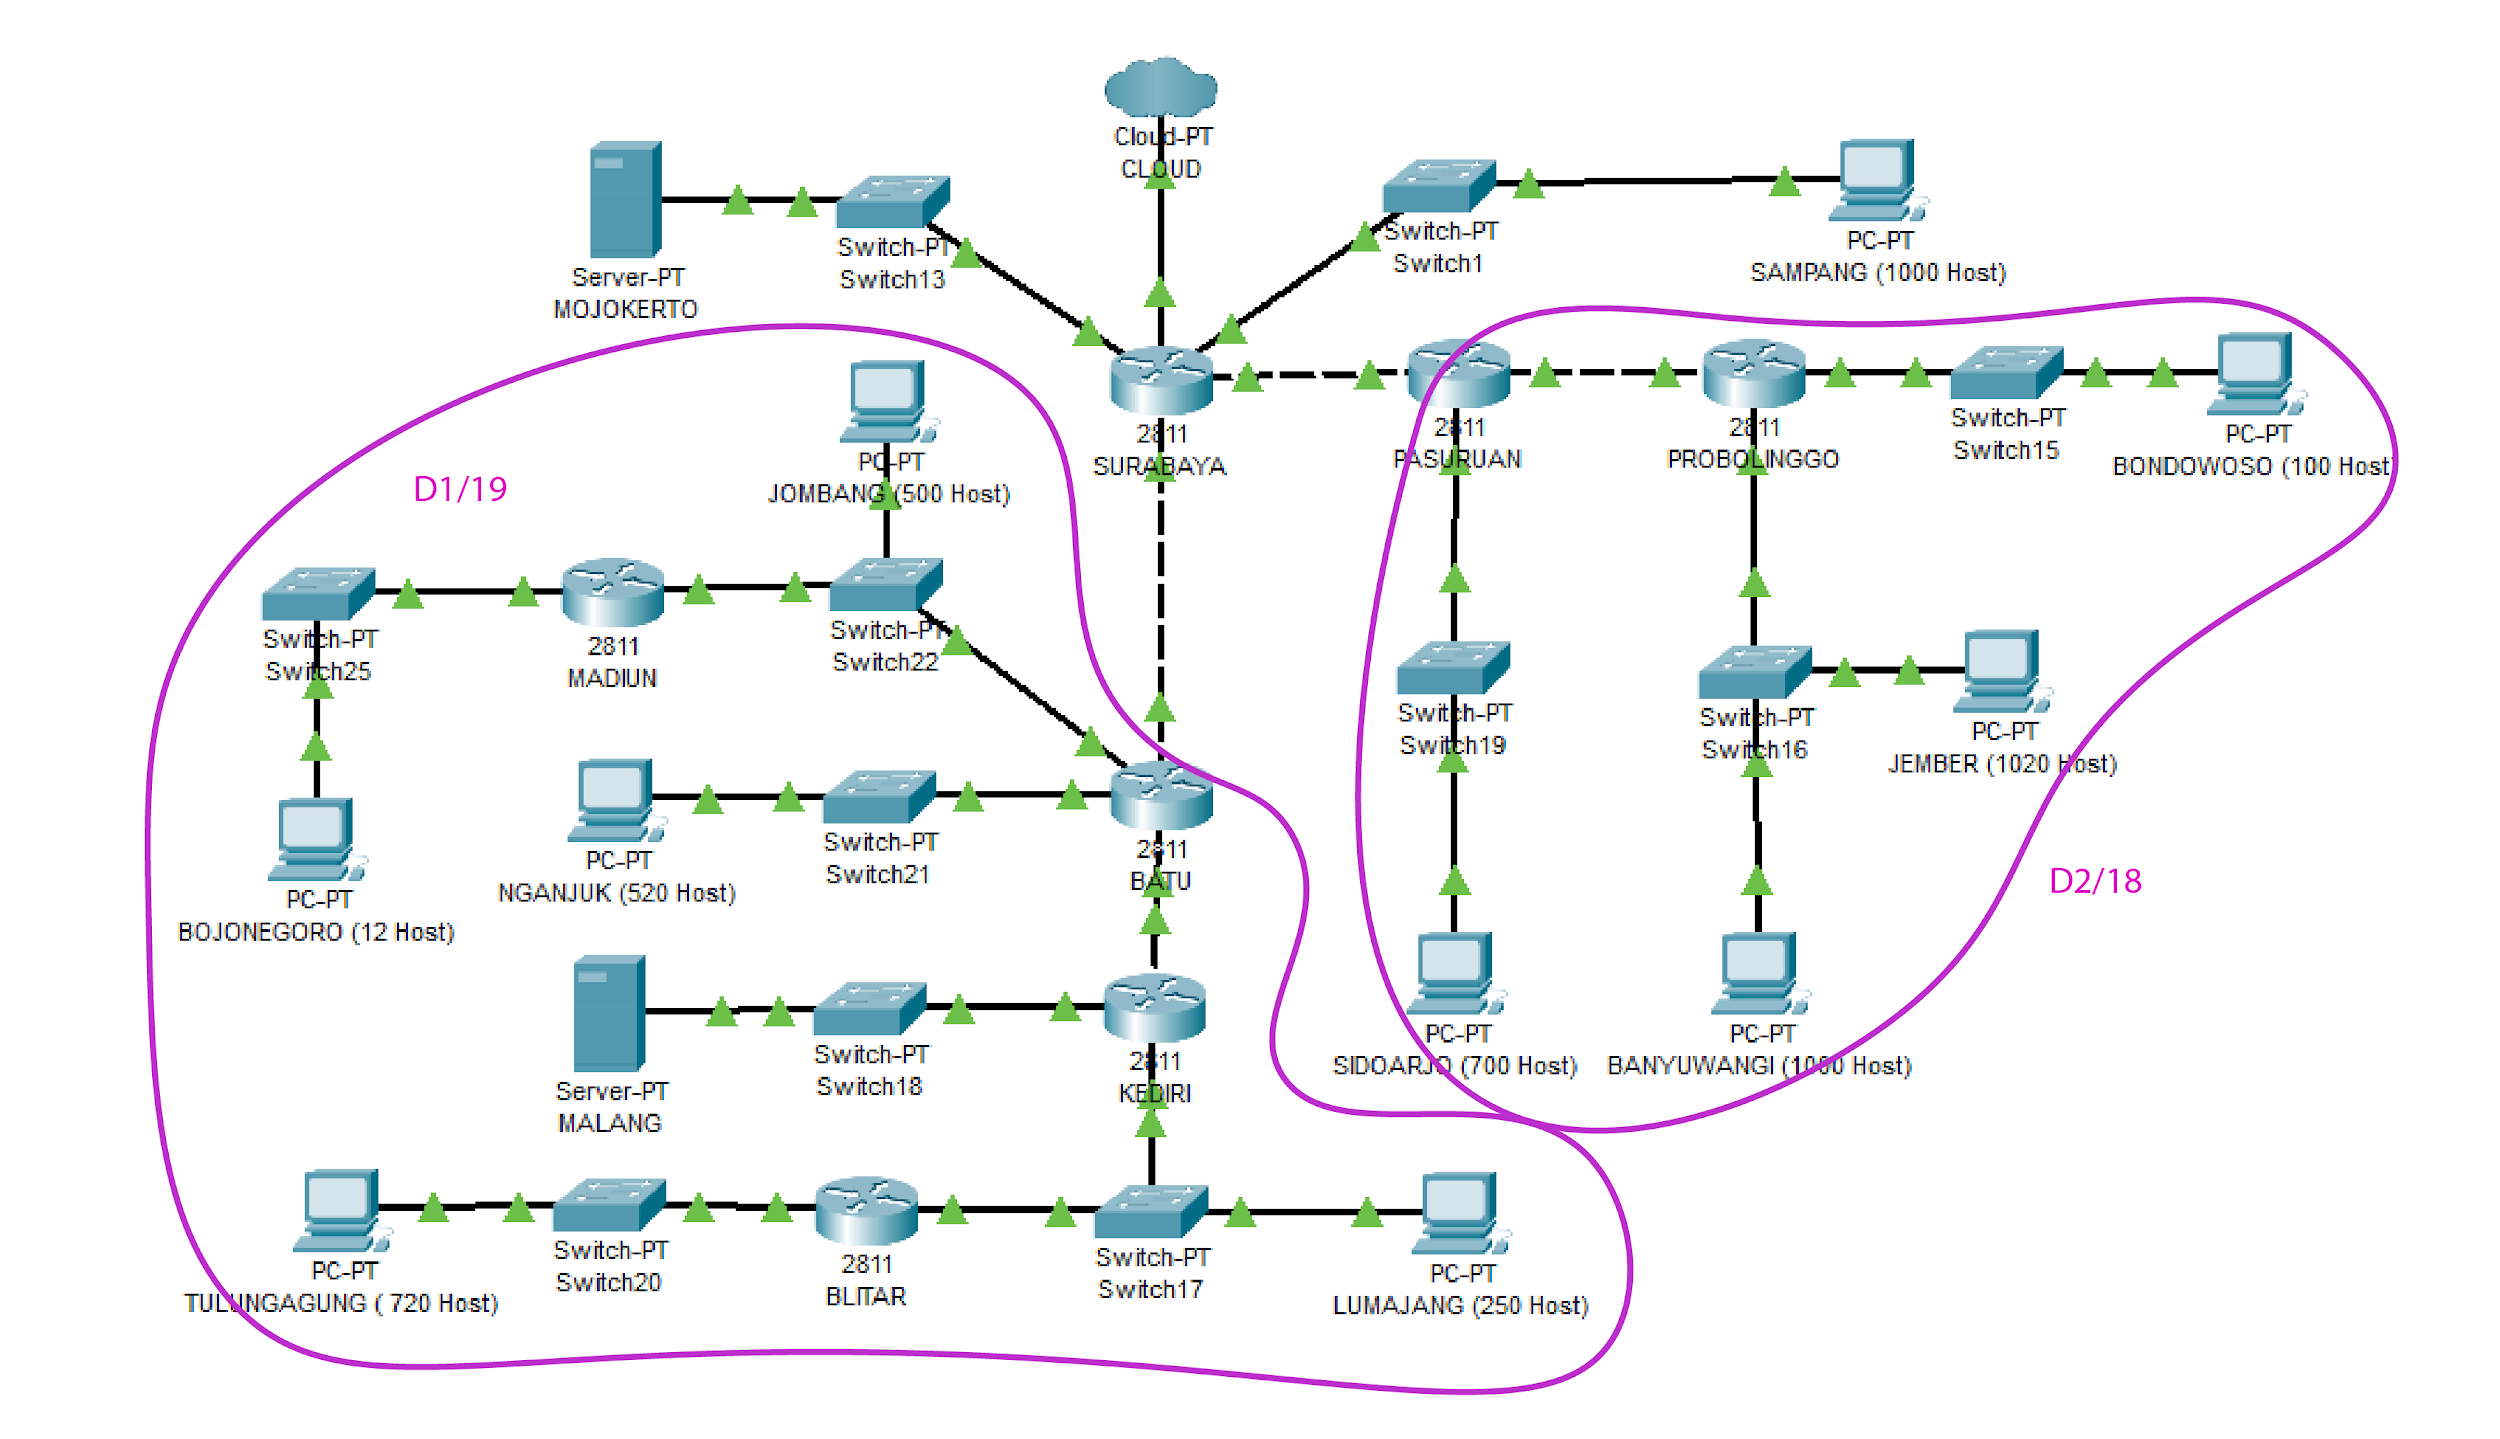 Cloud-PT
CLOUD
Server-PT
MOJOKERTO
Switch-PT
Switch13
Switch-PT
Switch1
PC-PT
SAMPANG (1000 Host)
2811
SURABAYA
2811
PASURUAN
2811
PROBOLINGGO
Switch-PT
Switch15
PC-PT
BONDOWOSO (100 Host)
D1/19
PC-PT
JOMBANG (500 Host)
Switch-PT
Switch25
2811
MADIUN
Switch-PT
Switch22
Switch-PT
Switch19
Switch-PT
Switch16
PC-PT
JEMBER (1020 Host)
PC-PT
BOJONEGORO (12 Host)
PC-PT
NGANJUK (520 Host)
Switch-PT
Switch21
2811
BATU
D2/18
Server-PT
MALANG
Switch-PT
Switch18
2811
KEDIRI
PC-PT
SIDOARJO (700 Host)
PC-PT
BANYUWANGI (1000 Host)
PC-PT
TULUNGAGUNG ( 720 Host)
Switch-PT
Switch20
2811
BLITAR
Switch-PT
Switch17
PC-PT
LUMAJANG (250 Host)